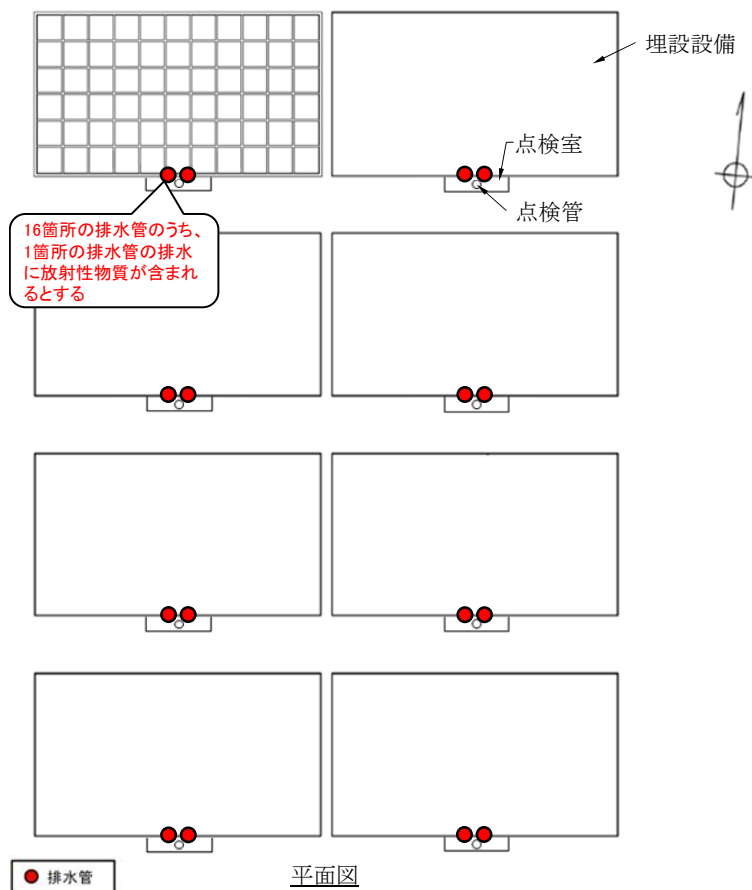 埋設設備
点検室
点検管
16箇所の排水管のうち、
1箇所の排水管の排水
に放射性物質が含まれ
るとする
排水管
平面図